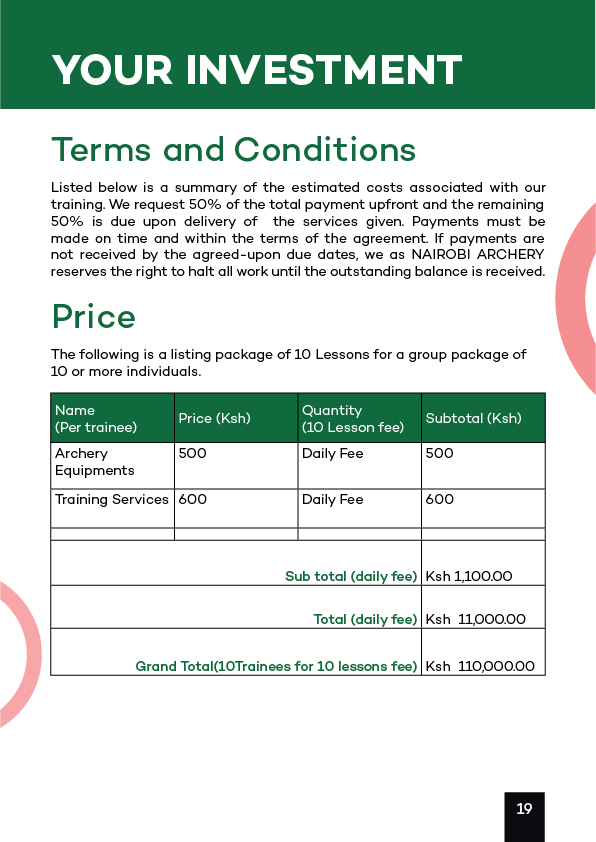 YOUR INVESTMENT
Terms and Conditions
Listed below is a summary of the estimated costs associated with our
training. We request 50% of the total payment upfront and the remaining
50% is due upon delivery of the services given. Payments must be
made on time and within the terms of the agreement. If payments are
not received by the agreed-upon due dates, we as NAIROBI ARCHERY
reserves the right to halt all work until the outstanding balance is received.
Price
The following is a listing package of 10 Lessons for a group package of
10 or more individuals.
Name
(Per trainee)
Price (Ksh)
Quantity
(10 Lesson fee)
Subtotal (Ksh)
Archery
Equipments
500
Daily Fee
500
Training Services
600
Daily Fee
600
Sub total (daily fee)
Ksh 1,100.00
Total (daily fee)
Ksh 11,000.00
Grand Total(10Trainees for 10 lessons fee)
Ksh 110,000.00
19